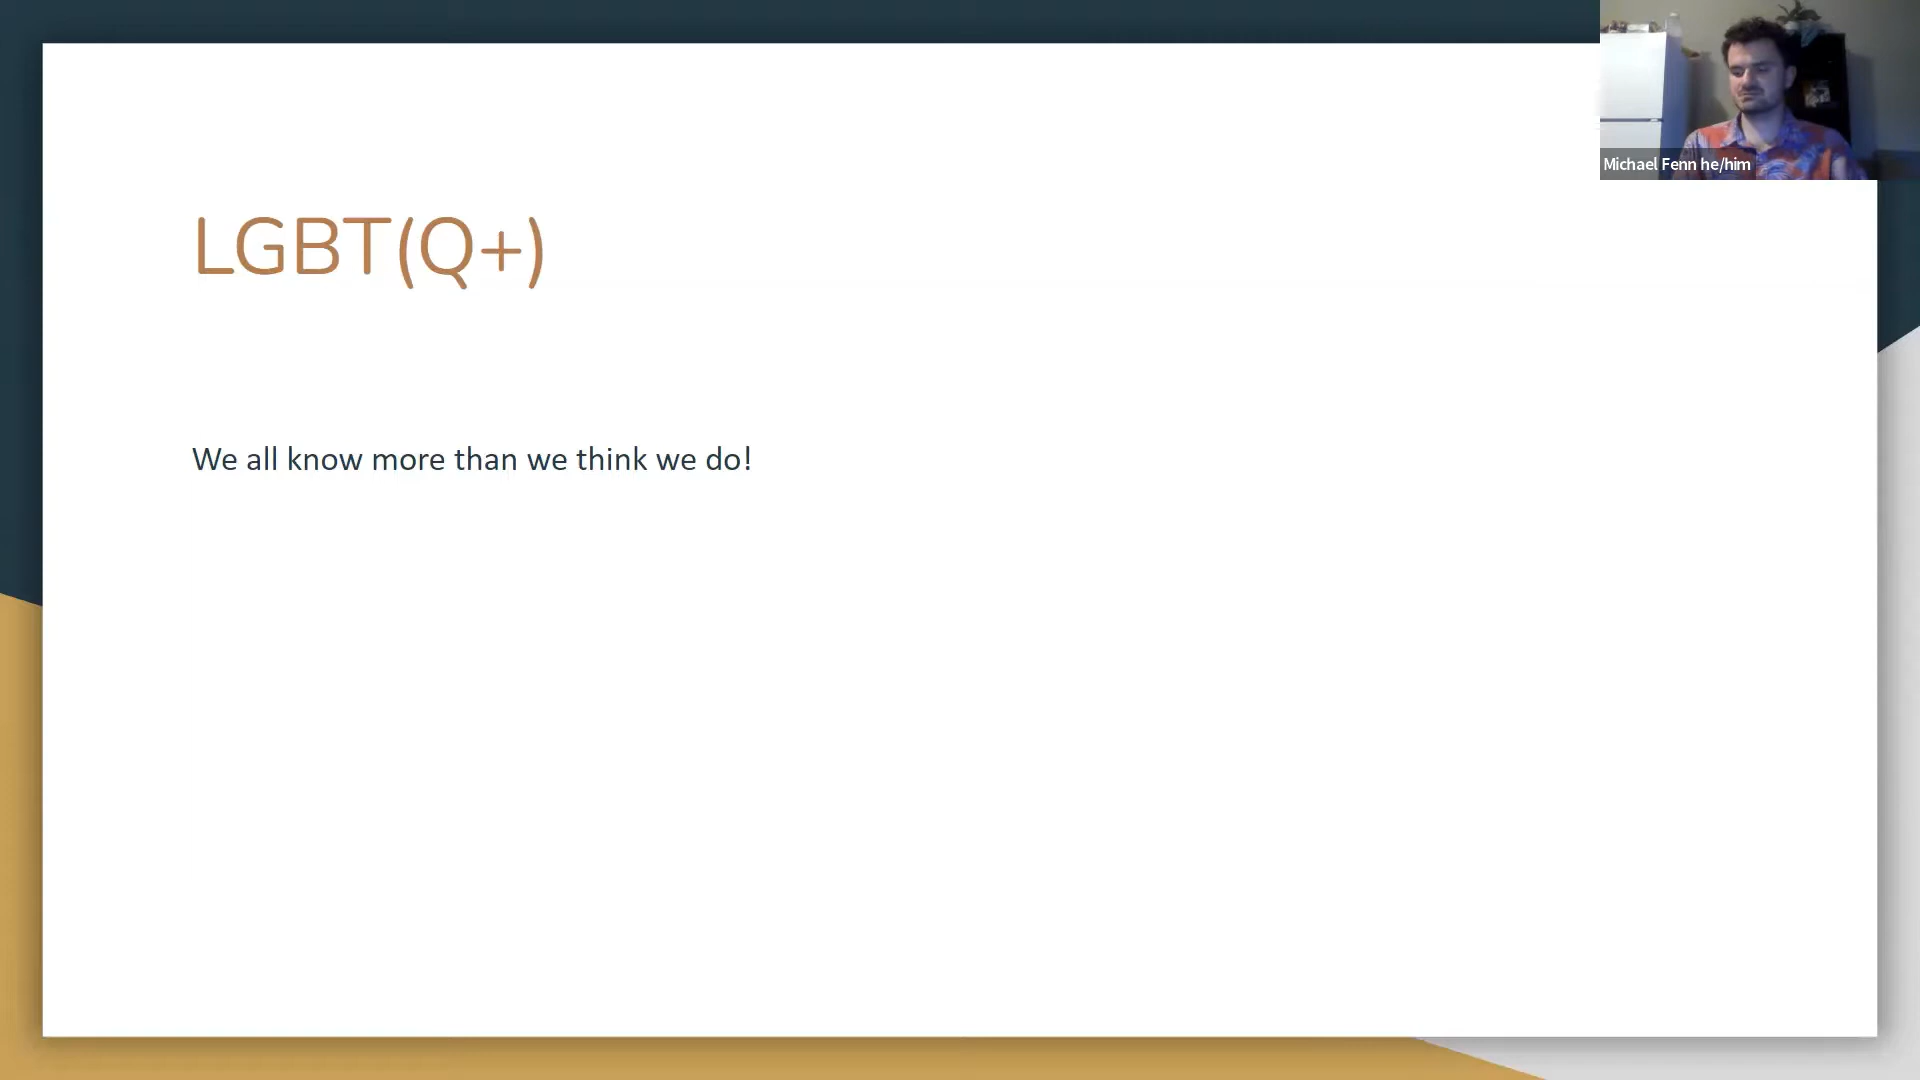 Michael Fenn he/him
LGBT(Q+)
We all know more than we think we do!